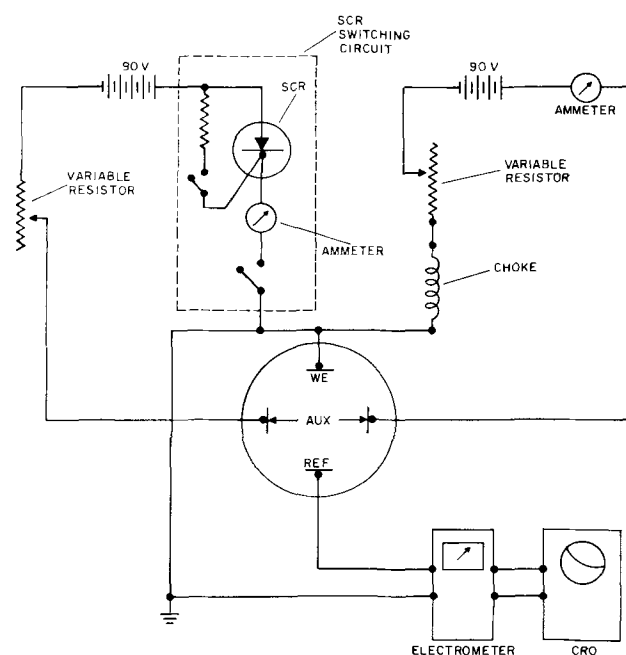 SCR
SWITCHING
CIRCUIT
90 V
90 V
SCR
AMMETER
VARIABLE
RESISTOR
VARIABLE
RESISTOR
AMMETER
CHOKE
WE
AUX
REF
ELECTROMETER
CRO